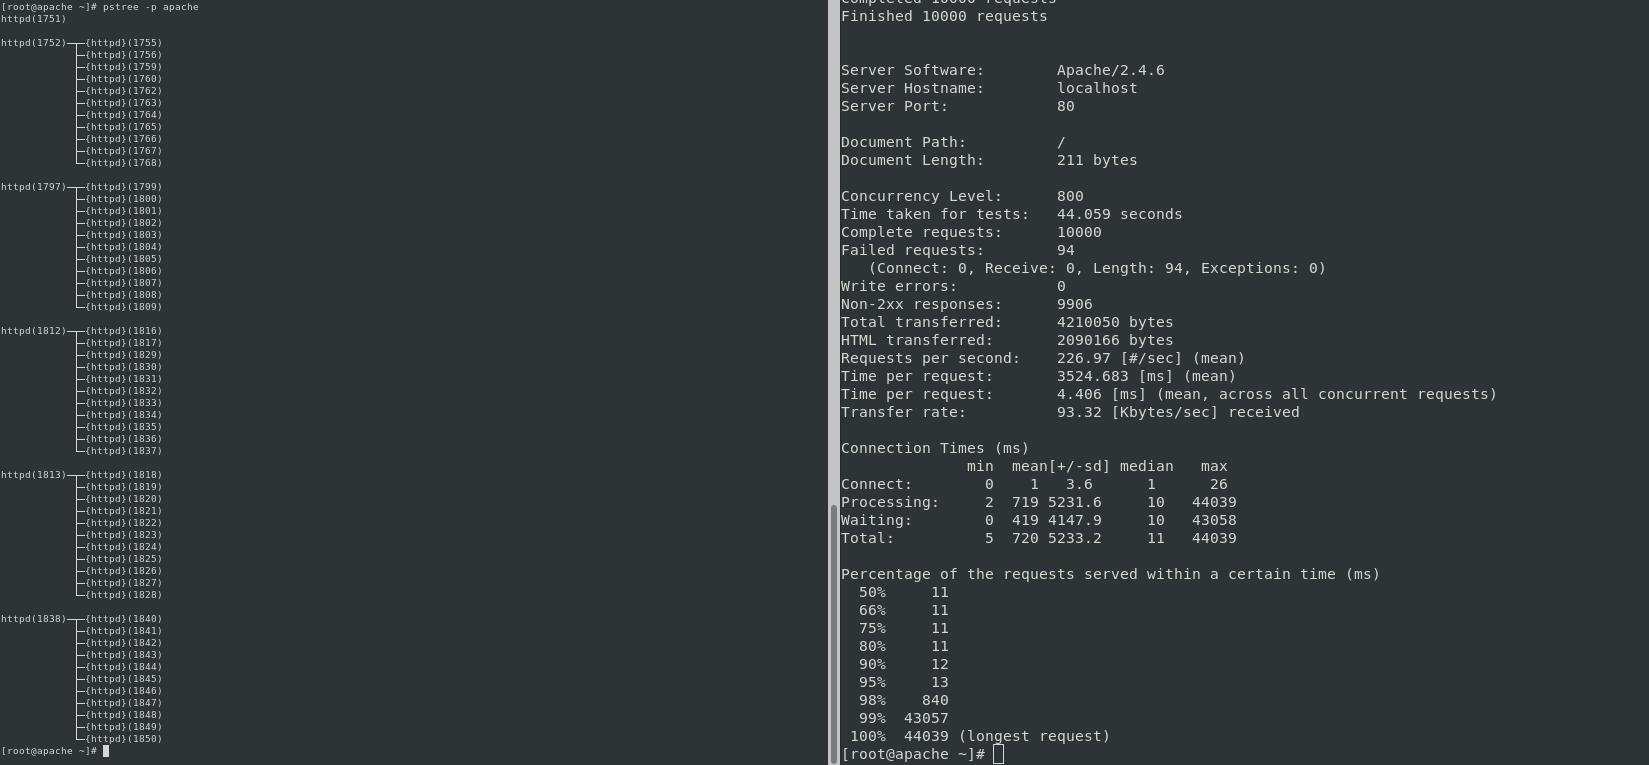 [root@apache ~]# pstree -p apache
httpd(1751)
httpd(1752)─┬─{httpd}(1755)
├─{httpd}(1756)
├─{httpd}(1759)
├─{httpd}(1760)
├─{httpd}(1762)
├─{httpd}(1763)
├─{httpd}(1764)
├─{httpd}(1765)
├─{httpd}(1766)
├─{httpd}(1767)
└─{httpd}(1768)
httpd(1797)─┬─{httpd}(1799)
├─{httpd}(1800)
├─{httpd}(1801)
├─{httpd}(1802)
├─{httpd}(1803)
├─{httpd}(1804)
├─{httpd}(1805)
├─{httpd}(1806)
├─{httpd}(1807)
├─{httpd}(1808)
└─{httpd}(1809)
httpd(1812)─┬─{httpd}(1816)
├─{httpd}(1817)
├─{httpd}(1829)
├─{httpd}(1830)
├─{httpd}(1831)
├─{httpd}(1832)
├─{httpd}(1833)
├─{httpd}(1834)
├─{httpd}(1835)
├─{httpd}(1836)
└─{httpd}(1837)
httpd(1813)─┬─{httpd}(1818)
├─{httpd}(1819)
├─{httpd}(1820)
├─{httpd}(1821)
├─{httpd}(1822)
├─{httpd}(1823)
├─{httpd}(1824)
├─{httpd}(1825)
├─{httpd}(1826)
├─{httpd}(1827)
└─{httpd}(1828)
httpd(1838)─┬─{httpd}(1840)
├─{httpd}(1841)
├─{httpd}(1842)
├─{httpd}(1843)
├─{httpd}(1844)
├─{httpd}(1845)
├─{httpd}(1846)
├─{httpd}(1847)
├─{httpd}(1848)
├─{httpd}(1849)
└─{httpd}(1850)
[root@apache ~]#
Completed 10000 requests
Finished 10000 requests
Server Software: Apache/2.4.6
Server Hostname: localhost
Server Port: 80
Document Path: /
Document Length: 211 bytes
Concurrency Level: 800
Time taken for tests: 44.059 seconds
Complete requests: 10000
Failed requests: 94
(Connect: 0, Receive: 0, Length: 94, Exceptions: 0)
Write errors: 0
Non-2xx responses: 9906
Total transferred: 4210050 bytes
HTML transferred: 2090166 bytes
Requests per second: 226.97 [#/sec] (mean)
Time per request: 3524.683 [ms] (mean)
Time per request: 4.406 [ms] (mean, across all concurrent requests)
Transfer rate: 93.32 [Kbytes/sec] received
Connection Times (ms)
min mean[+/-sd] median max
Connect: 0 1 3.6 1 26
Processing: 2 719 5231.6 10 44039
Waiting: 0 419 4147.9 10 43058
Total: 5 720 5233.2 11 44039
Percentage of the requests served within a certain time (ms)
50% 11
66% 11
75% 11
80% 11
90% 12
95% 13
98% 840
99% 43057
100% 44039 (longest request)
[root@apache ~]#